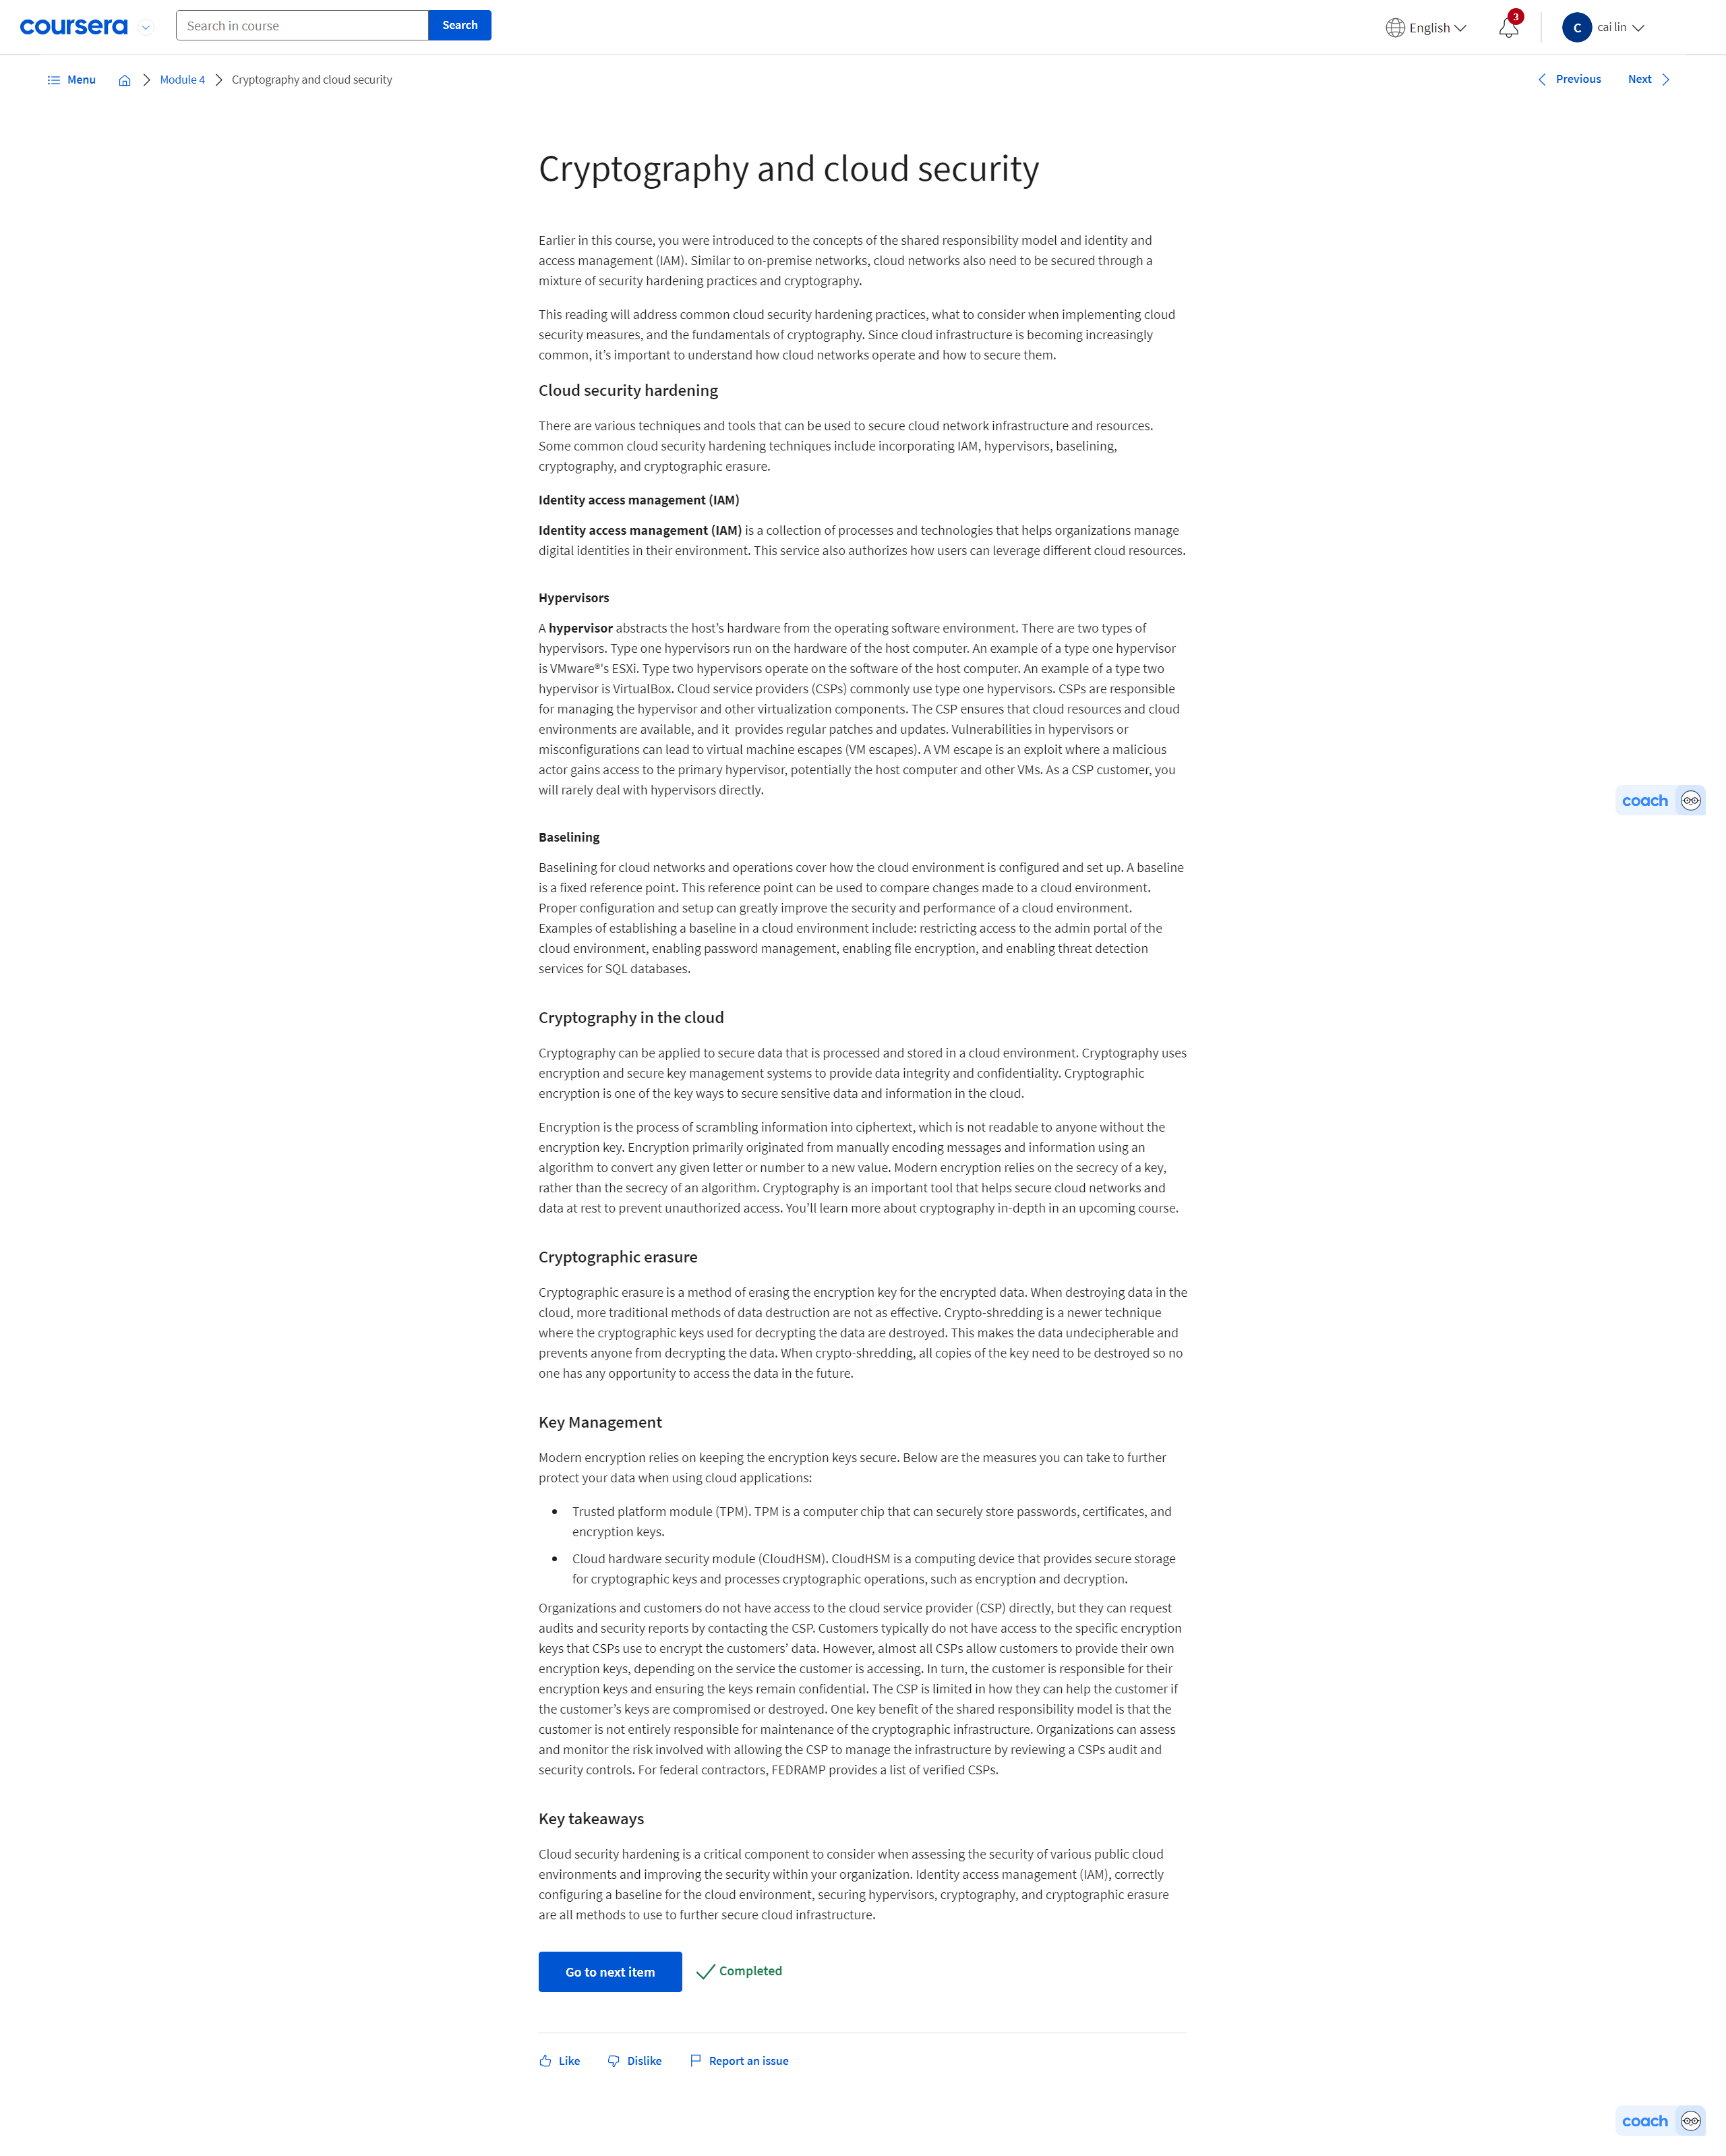 coursera
Search in course
Search
English
3
C
cai lin
Menu
Module 4
Cryptography and cloud security
Previous
Next
Cryptography and cloud security
Earlier in this course, you were introduced to the concepts of the shared responsibility model and identity and
access management (IAM). Similar to on-premise networks, cloud networks also need to be secured through a
mixture of security hardening practices and cryptography.
This reading will address common cloud security hardening practices, what to consider when implementing cloud
security measures, and the fundamentals of cryptography. Since cloud infrastructure is becoming increasingly
common, it’s important to understand how cloud networks operate and how to secure them.
Cloud security hardening
There are various techniques and tools that can be used to secure cloud network infrastructure and resources.
Some common cloud security hardening techniques include incorporating IAM, hypervisors, baselining,
cryptography, and cryptographic erasure.
Identity access management (IAM)
Identity access management (IAM) is a collection of processes and technologies that helps organizations manage
digital identities in their environment. This service also authorizes how users can leverage different cloud resources.
Hypervisors
A hypervisor abstracts the host’s hardware from the operating software environment. There are two types of
hypervisors. Type one hypervisors run on the hardware of the host computer. An example of a type one hypervisor
is VMware®'s ESXi. Type two hypervisors operate on the software of the host computer. An example of a type two
hypervisor is VirtualBox. Cloud service providers (CSPs) commonly use type one hypervisors. CSPs are responsible
for managing the hypervisor and other virtualization components. The CSP ensures that cloud resources and cloud
environments are available, and it provides regular patches and updates. Vulnerabilities in hypervisors or
misconfigurations can lead to virtual machine escapes (VM escapes). A VM escape is an exploit where a malicious
actor gains access to the primary hypervisor, potentially the host computer and other VMs. As a CSP customer, you
will rarely deal with hypervisors directly.
coach
Baselining
Baselining for cloud networks and operations cover how the cloud environment is configured and set up. A baseline
is a fixed reference point. This reference point can be used to compare changes made to a cloud environment.
Proper configuration and setup can greatly improve the security and performance of a cloud environment.
Examples of establishing a baseline in a cloud environment include: restricting access to the admin portal of the
cloud environment, enabling password management, enabling file encryption, and enabling threat detection
services for SQL databases.
Cryptography in the cloud
Cryptography can be applied to secure data that is processed and stored in a cloud environment. Cryptography uses
encryption and secure key management systems to provide data integrity and confidentiality. Cryptographic
encryption is one of the key ways to secure sensitive data and information in the cloud.
Encryption is the process of scrambling information into ciphertext, which is not readable to anyone without the
encryption key. Encryption primarily originated from manually encoding messages and information using an
algorithm to convert any given letter or number to a new value. Modern encryption relies on the secrecy of a key,
rather than the secrecy of an algorithm. Cryptography is an important tool that helps secure cloud networks and
data at rest to prevent unauthorized access. You’ll learn more about cryptography in-depth in an upcoming course.
Cryptographic erasure
Cryptographic erasure is a method of erasing the encryption key for the encrypted data. When destroying data in the
cloud, more traditional methods of data destruction are not as effective. Crypto-shredding is a newer technique
where the cryptographic keys used for decrypting the data are destroyed. This makes the data undecipherable and
prevents anyone from decrypting the data. When crypto-shredding, all copies of the key need to be destroyed so no
one has any opportunity to access the data in the future.
Key Management
Modern encryption relies on keeping the encryption keys secure. Below are the measures you can take to further
protect your data when using cloud applications:
• Trusted platform module (TPM). TPM is a computer chip that can securely store passwords, certificates, and
encryption keys.
• Cloud hardware security module (CloudHSM). CloudHSM is a computing device that provides secure storage
for cryptographic keys and processes cryptographic operations, such as encryption and decryption.
Organizations and customers do not have access to the cloud service provider (CSP) directly, but they can request
audits and security reports by contacting the CSP. Customers typically do not have access to the specific encryption
keys that CSPs use to encrypt the customers’ data. However, almost all CSPs allow customers to provide their own
encryption keys, depending on the service the customer is accessing. In turn, the customer is responsible for their
encryption keys and ensuring the keys remain confidential. The CSP is limited in how they can help the customer if
the customer’s keys are compromised or destroyed. One key benefit of the shared responsibility model is that the
customer is not entirely responsible for maintenance of the cryptographic infrastructure. Organizations can assess
and monitor the risk involved with allowing the CSP to manage the infrastructure by reviewing a CSPs audit and
security controls. For federal contractors, FEDRAMP provides a list of verified CSPs.
Key takeaways
Cloud security hardening is a critical component to consider when assessing the security of various public cloud
environments and improving the security within your organization. Identity access management (IAM), correctly
configuring a baseline for the cloud environment, securing hypervisors, cryptography, and cryptographic erasure
are all methods to use to further secure cloud infrastructure.
Go to next item
Completed
Like
Dislike
Report an issue
coach